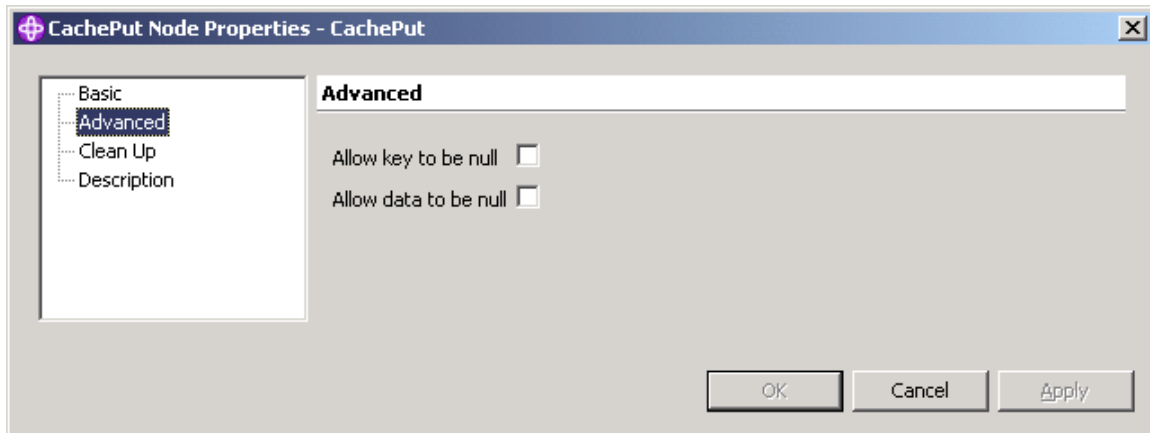 CachePut Node Properties - CachePut
Basic
Advanced
Clean Up
Description
Advanced
Allow key to be null
Allow data to be null
OK Cancel Apply